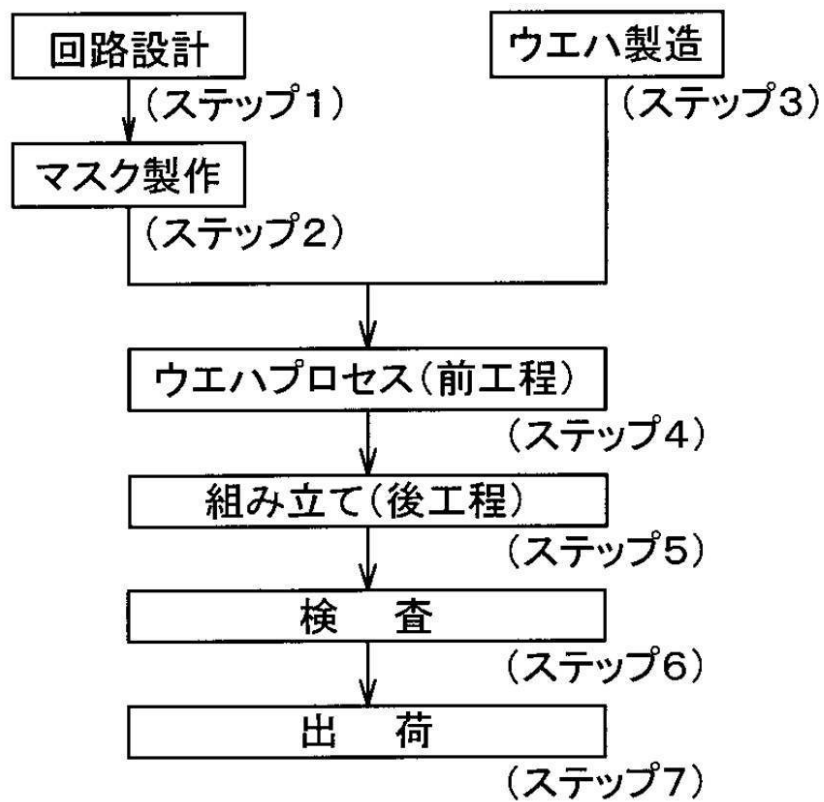 回路設計
ウエハ製造
(ステップ1)
(ステップ3)
マスク製作
(ステップ2)
ウエハプロセス(前工程)
(ステップ4)
組み立て(後工程)
(ステップ5)
検 査
(ステップ6)
出 荷
(ステップ7)